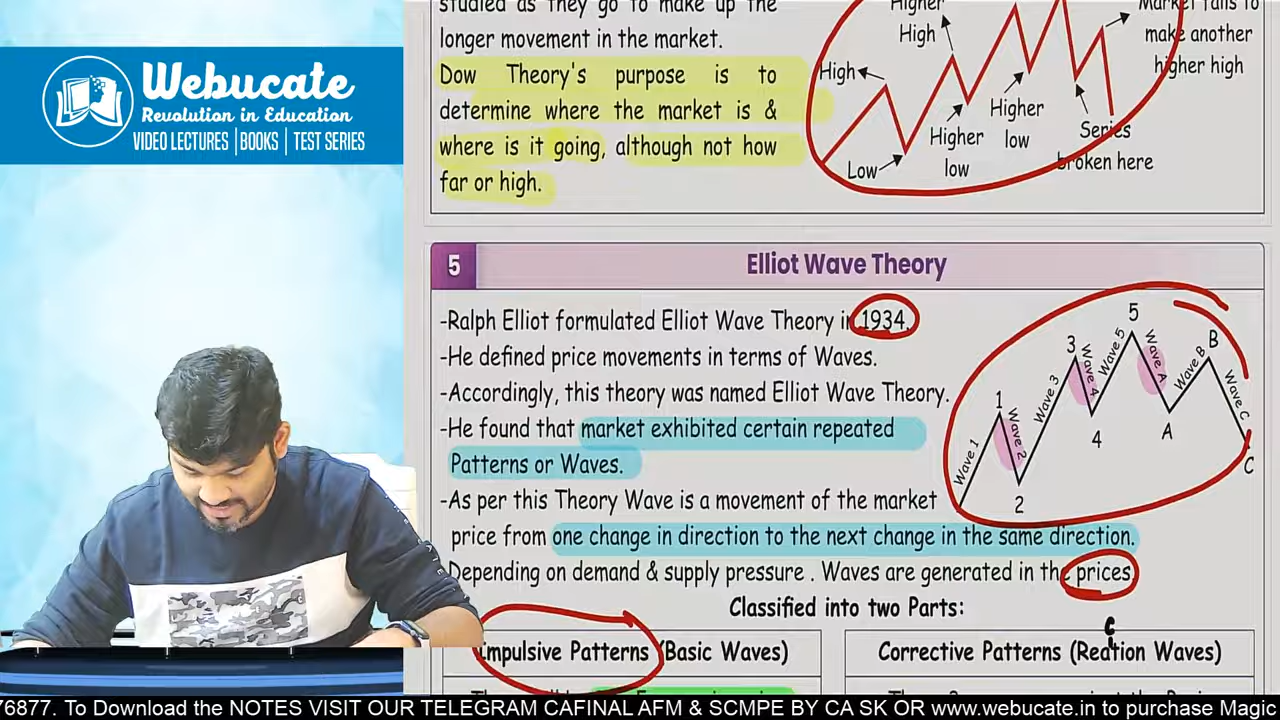 Webucate
Revolution in Education
VIDEO LECTURES | BOOKS | TEST SERIES
studied as they go to make up the
longer movement in the market.
Dow Theory's purpose is to
determine where the market is &
where is it going, although not how
far or high.
Higher
High
High
Low
Higher
low
Higher
low
Market fails to
make another
higher high
Series
broken here
5
Elliot Wave Theory
-Ralph Elliot formulated Elliot Wave Theory in 1934.
-He defined price movements in terms of Waves.
-Accordingly, this theory was named Elliot Wave Theory.
-He found that market exhibited certain repeated
Patterns or Waves.
-As per this Theory Wave is a movement of the market
price from one change in direction to the next change in the same direction.
-Depending on demand & supply pressure . Waves are generated in the prices
Wave 1
1
Wave 2
2
Wave 3
3
Wave 4
4
Wave 5
5
Wave A
A
Wave B
B
Wave C
C
Classified into two Parts:
Impulsive Patterns (Basic Waves)
c
Corrective Patterns (Reation Waves)
76877. To Download the NOTES VISIT OUR TELEGRAM CAFINAL AFM & SCMPE BY CA SK OR www.webucate.in to purchase Magic